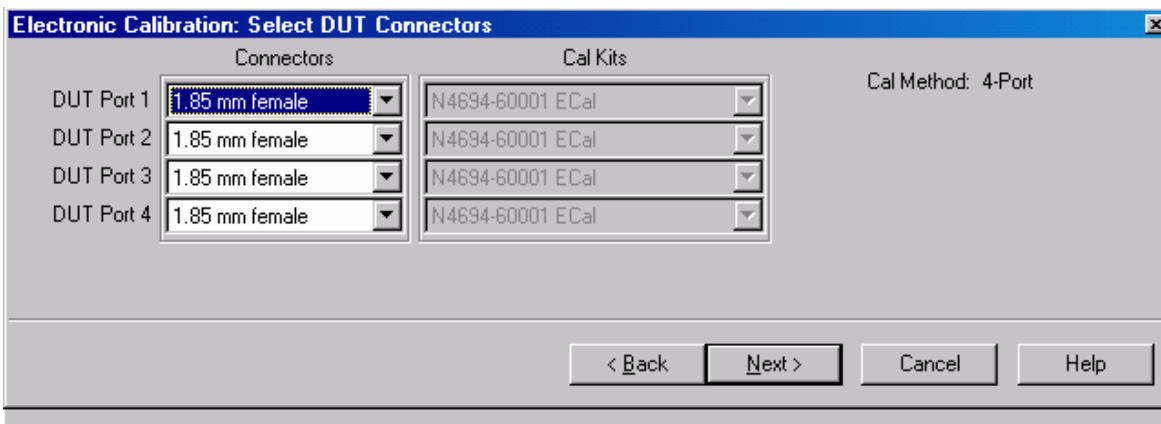 Electronic Calibration: Select DUT Connectors
Connectors Cal Kits
Cal Method: 4-Port
DUT Port 1 1.85 mm female N4694-60001 ECal
DUT Port 2 1.85 mm female N4694-60001 ECal
DUT Port 3 1.85 mm female N4694-60001 ECal
DUT Port 4 1.85 mm female N4694-60001 ECal
< Back Next > Cancel Help